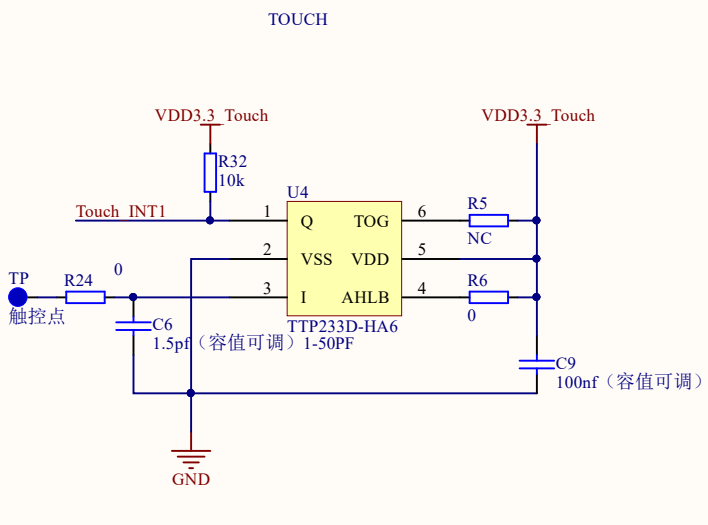 TOUCH
VDD3.3_Touch
VDD3.3_Touch
R32
10k
U4
Touch_INT1
1
Q
TOG
6
R5
NC
2
VSS
VDD
5
TP
R24
0
3
I
AHLB
4
R6
0
触控点
C6
TTP233D-HA6
1.5pf（容值可调）1-50PF
C9
100nf（容值可调）
GND